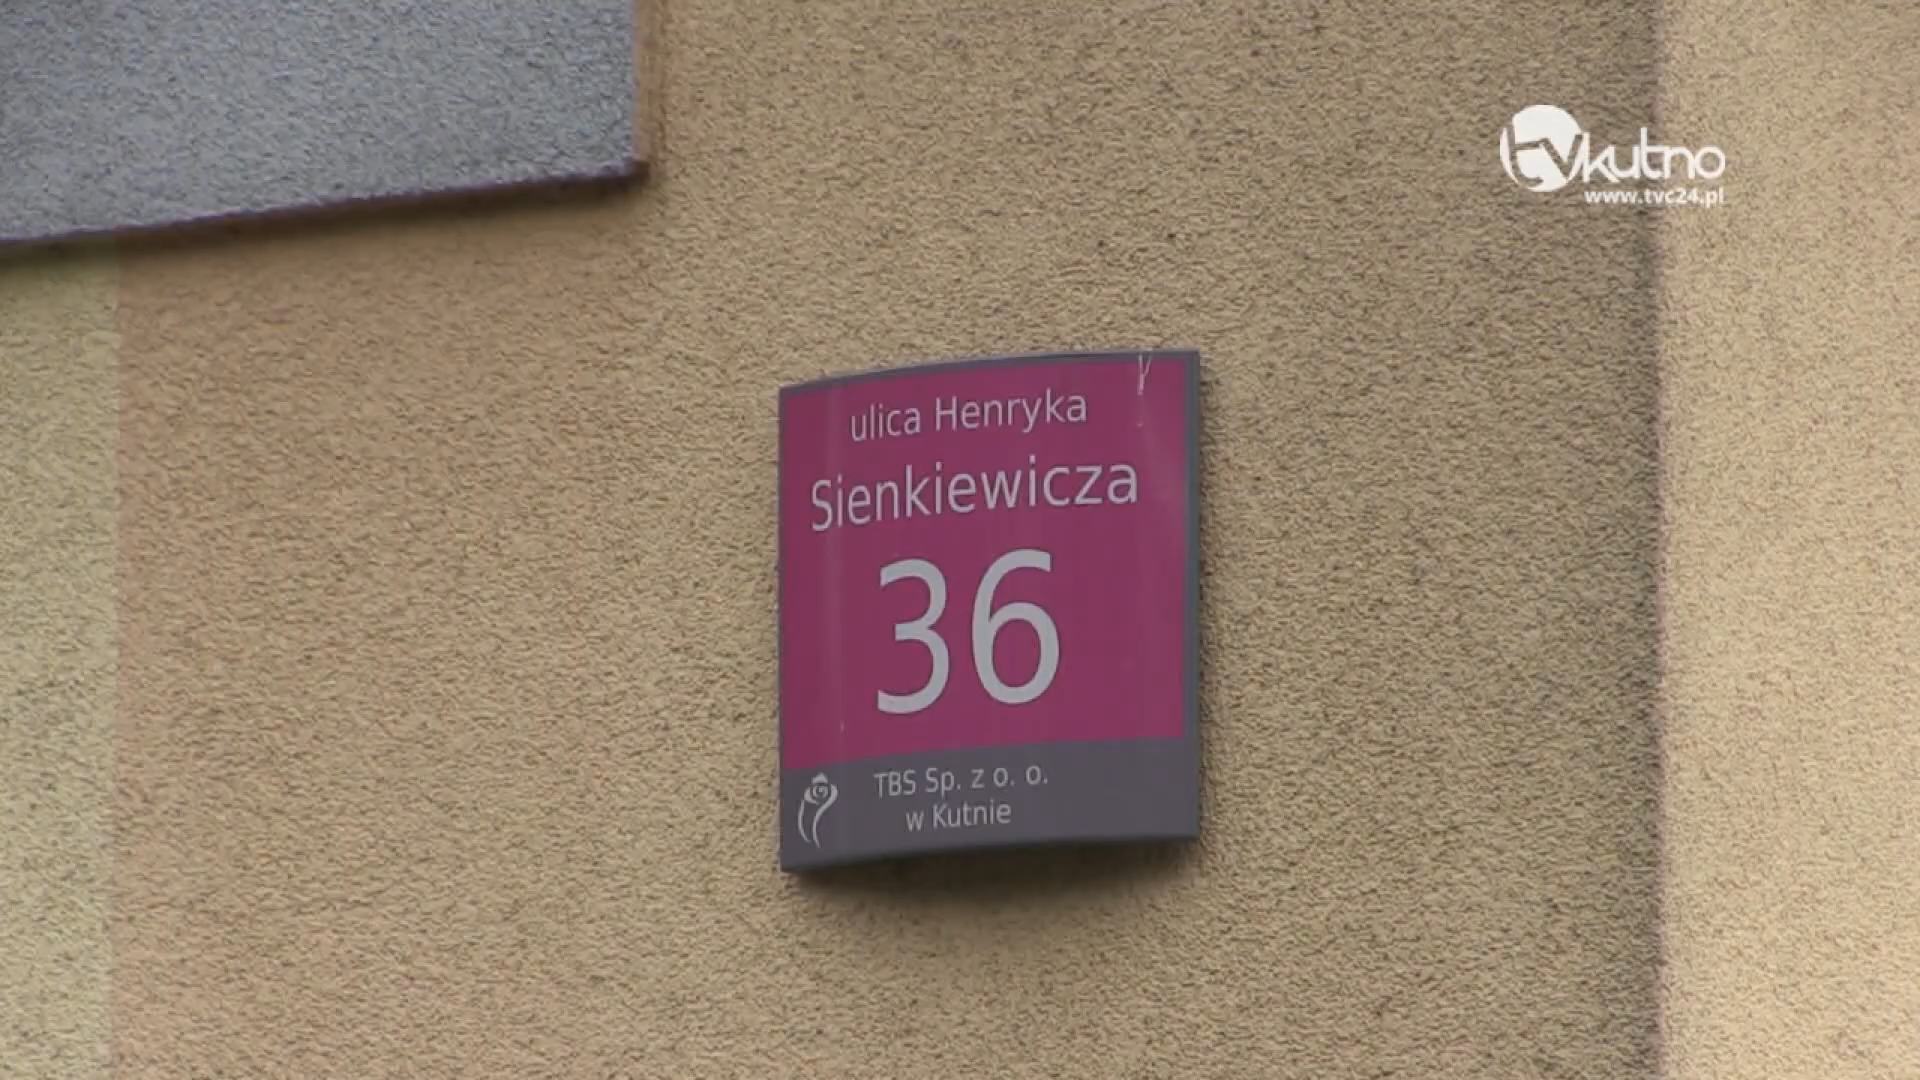 tvkutno
www.tvc24.pl
ulica Henryka
Sienkiewicza
36
TBS Sp. z o. o.
w Kutnie